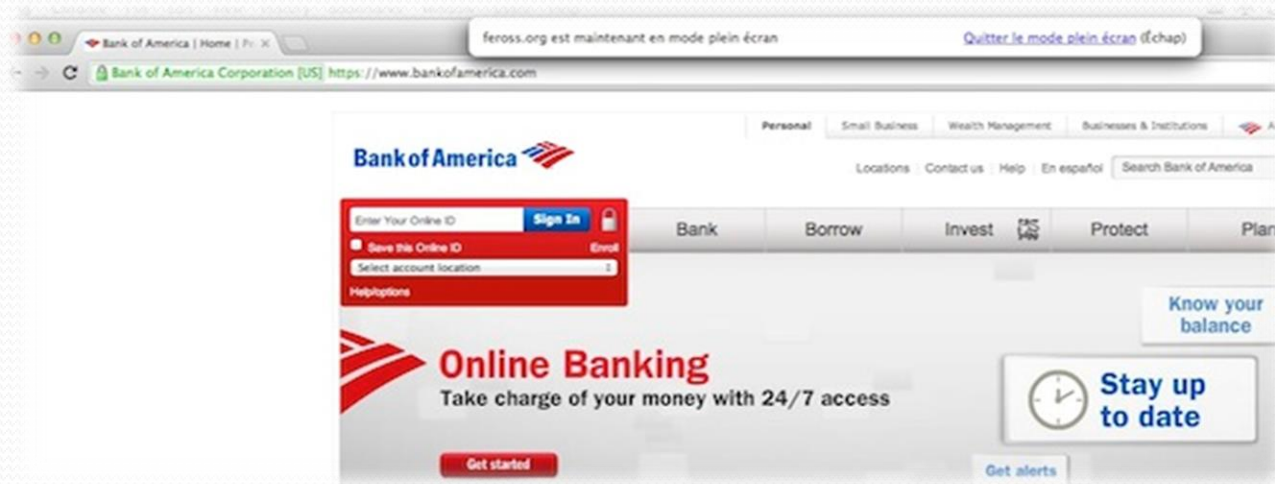 Bank of America | Home | Pe
feross.org est maintenant en mode plein écran
Quitter le mode plein écran (Échap)
Bank of America Corporation [US] https://www.bankofamerica.com
Personal
Small Business
Wealth Management
Businesses & Institutions
A
Bank of America
Locations
Contact us
Help
En español
Search Bank of America
Enter Your Online ID
Sign In
Save this Online ID
Enroll
Select account location
Help/options
Bank
Borrow
Invest
Protect
Plan
Know your
balance
Online Banking
Take charge of your money with 24/7 access
Stay up
to date
Get started
Get alerts